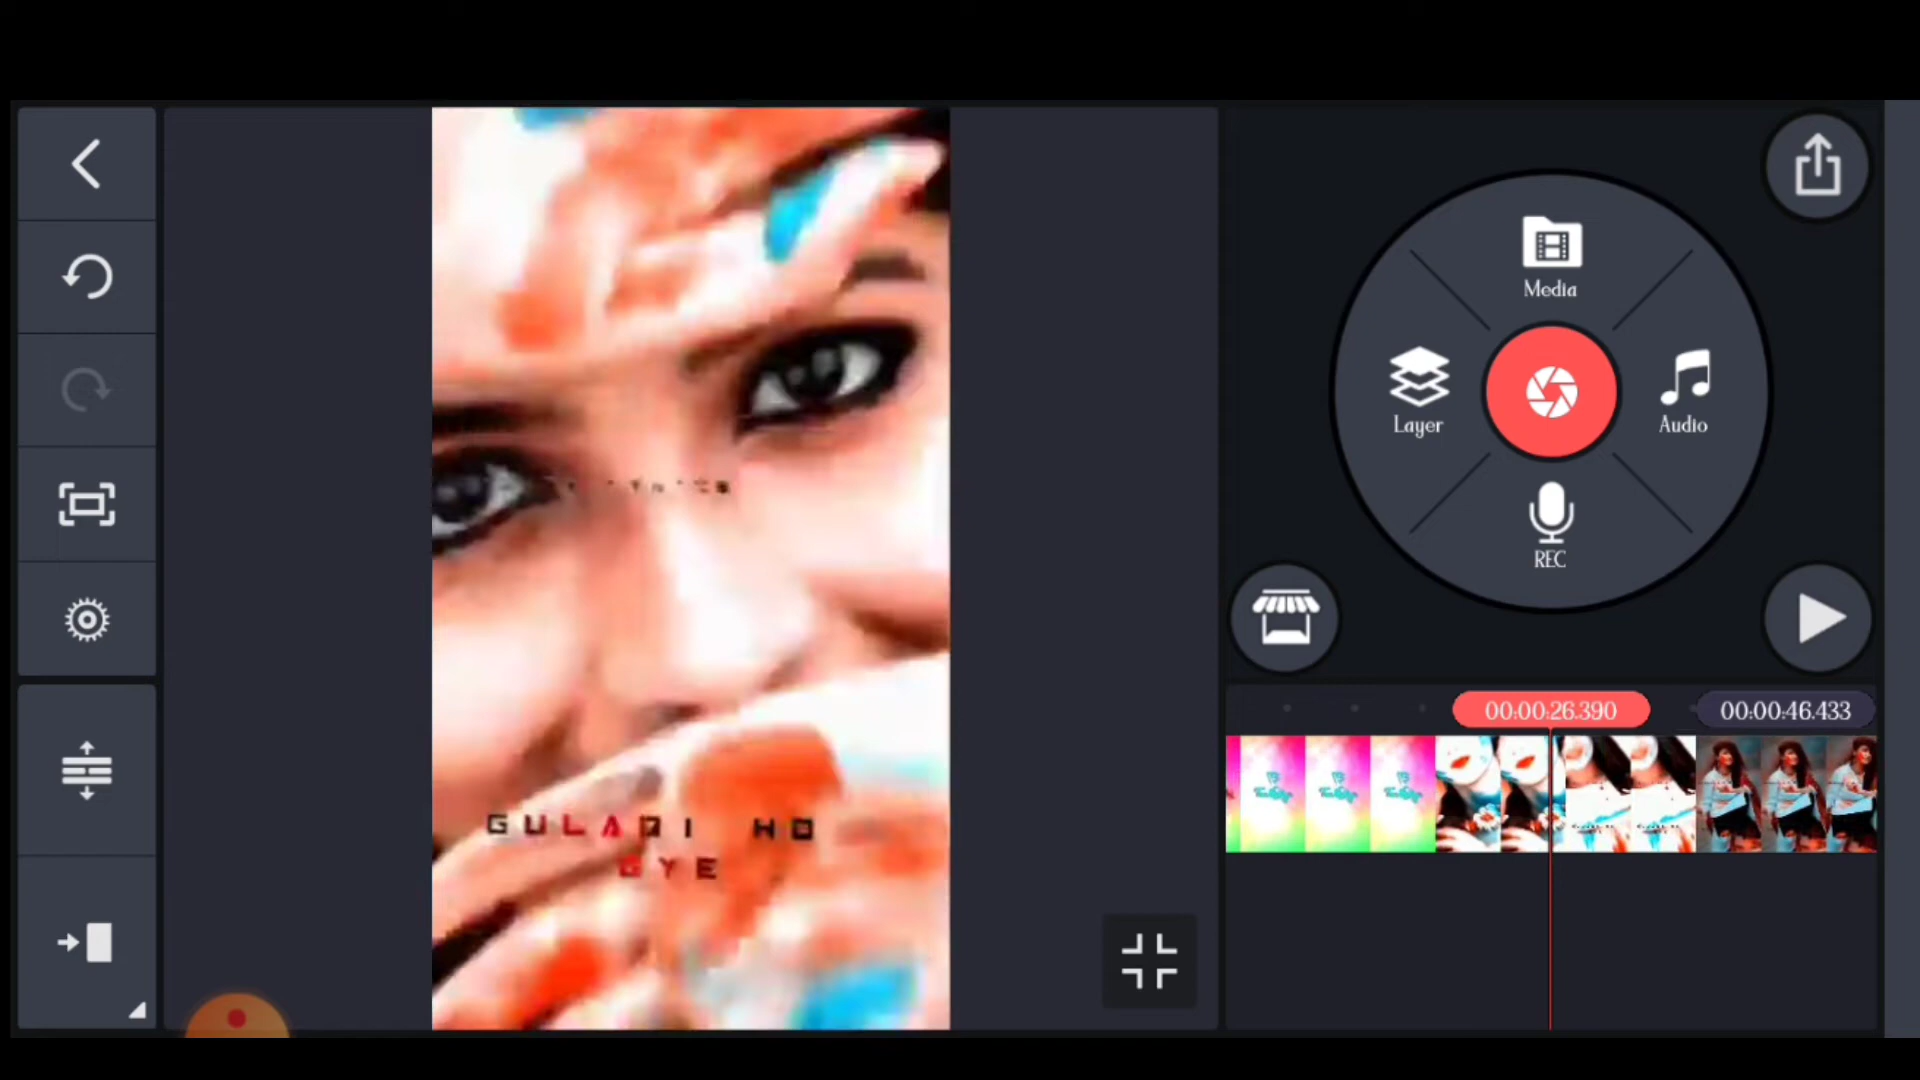 Media
Layer
Audio
REC
00:00:26.390
00:00:46.433
GULABI HO
GYE